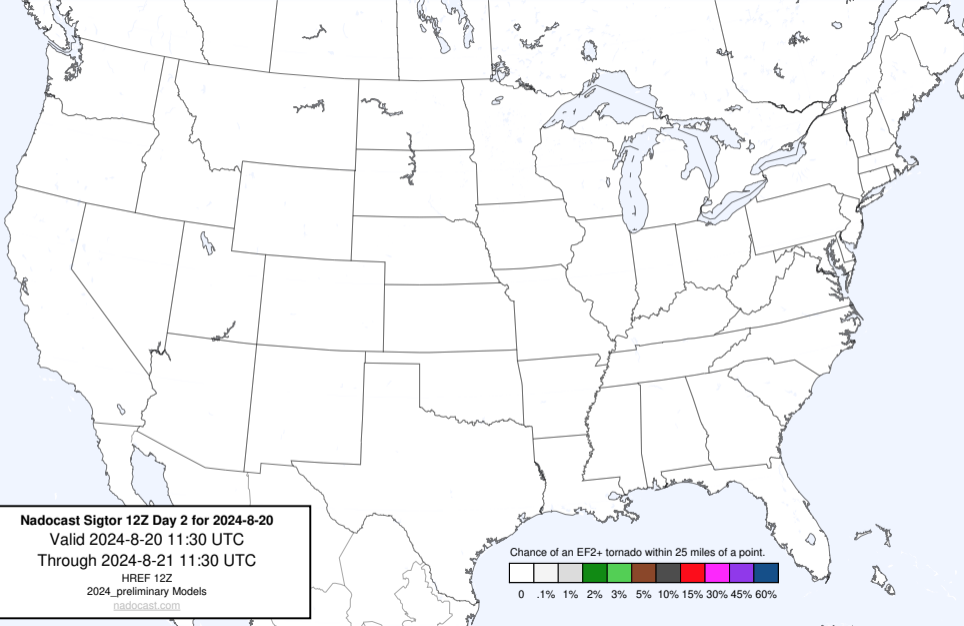 Nadocast Sigtor 12Z Day 2 for 2024-8-20
Valid 2024-8-20 11:30 UTC
Through 2024-8-21 11:30 UTC
HREF 12Z
2024_preliminary Models
nadocast.com
Chance of an EF2+ tornado within 25 miles of a point.
0 .1% 1% 2% 3% 5% 10% 15% 30% 45% 60%